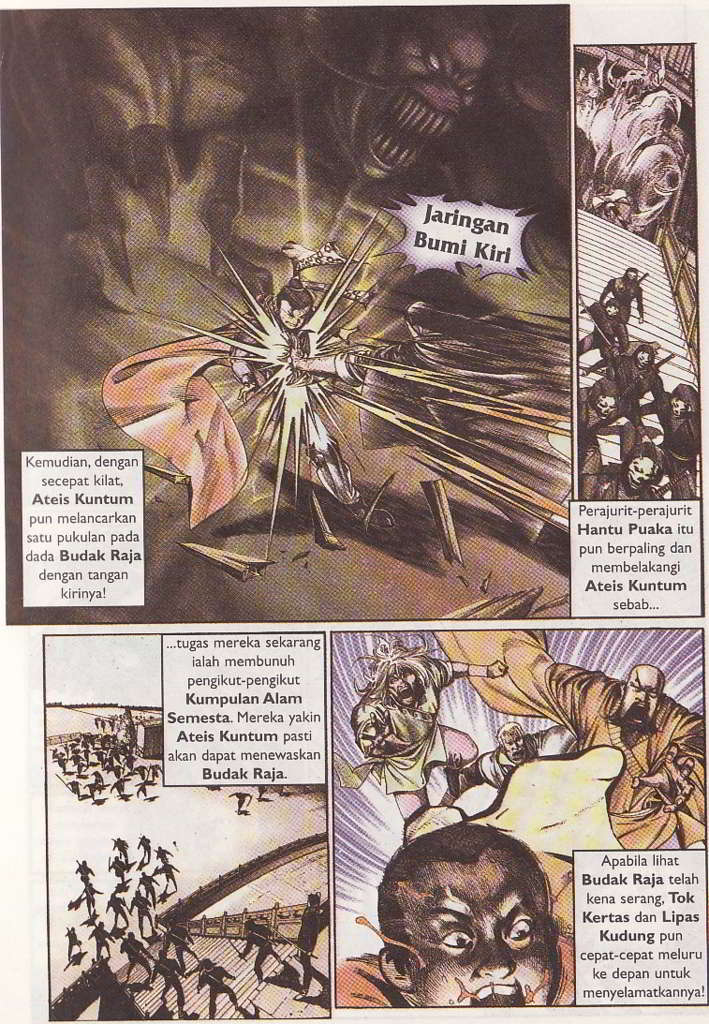 Jaringan
Bumi Kiri
Kemudian, dengan
secepat kilat,
Ateis Kuntum
pun melancarkan
satu pukulan pada
dada Budak Raja
dengan tangan
kirinya!
Perajurit-perajurit
Hantu Puaka itu
pun berpaling dan
membelakangi
Ateis Kuntum
sebab...
...tugas mereka sekarang
ialah membunuh
pengikut-pengikut
Kumpulan Alam
Semesta. Mereka yakin
Ateis Kuntum pasti
akan dapat menewaskan
Budak Raja.
Apabila lihat
Budak Raja telah
kena serang, Tok
Kertas dan Lipas
Kudung pun
cepat-cepat meluru
ke depan untuk
menyelamatkannya!